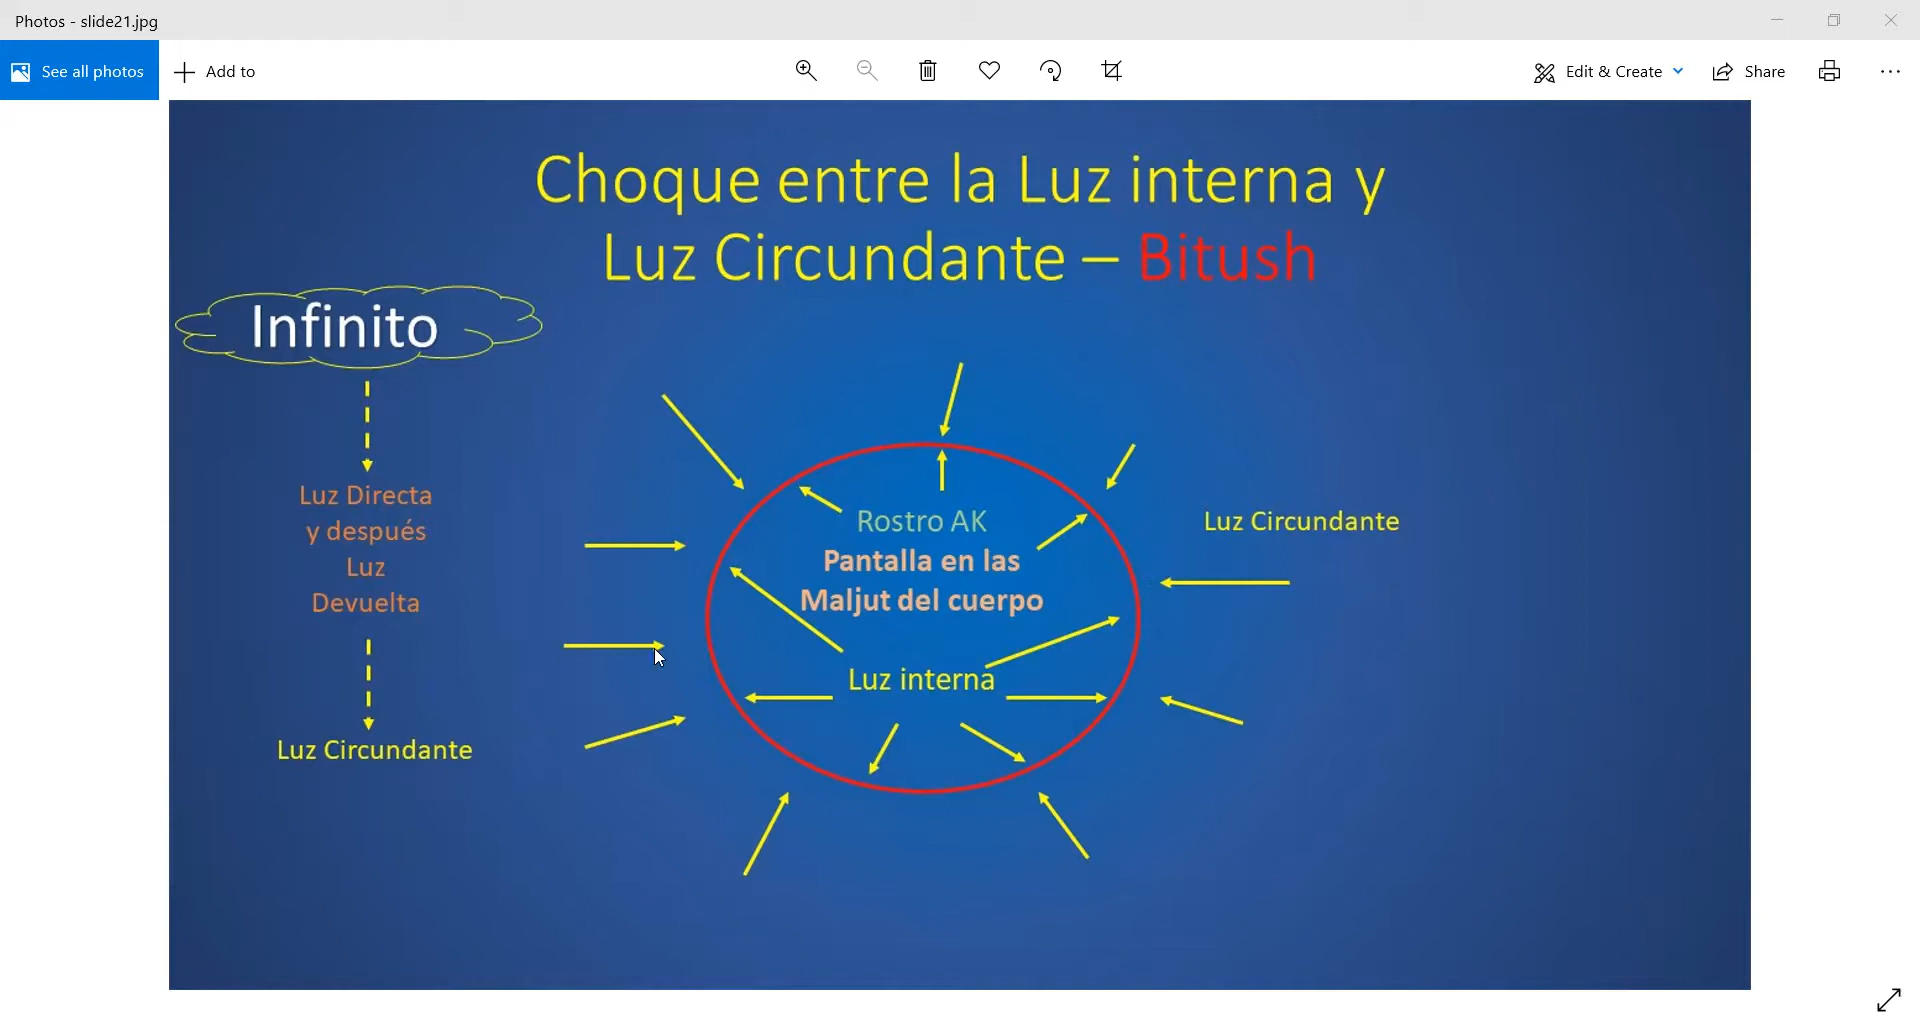 Photos - slide21.jpg
See all photos
Add to
Edit & Create
Share
Choque entre la Luz interna y
Luz Circundante – Bitush
Infinito
Luz Directa
y después
Luz
Devuelta
Luz Circundante
Rostro AK
Pantalla en las
Maljut del cuerpo
Luz interna
Luz Circundante